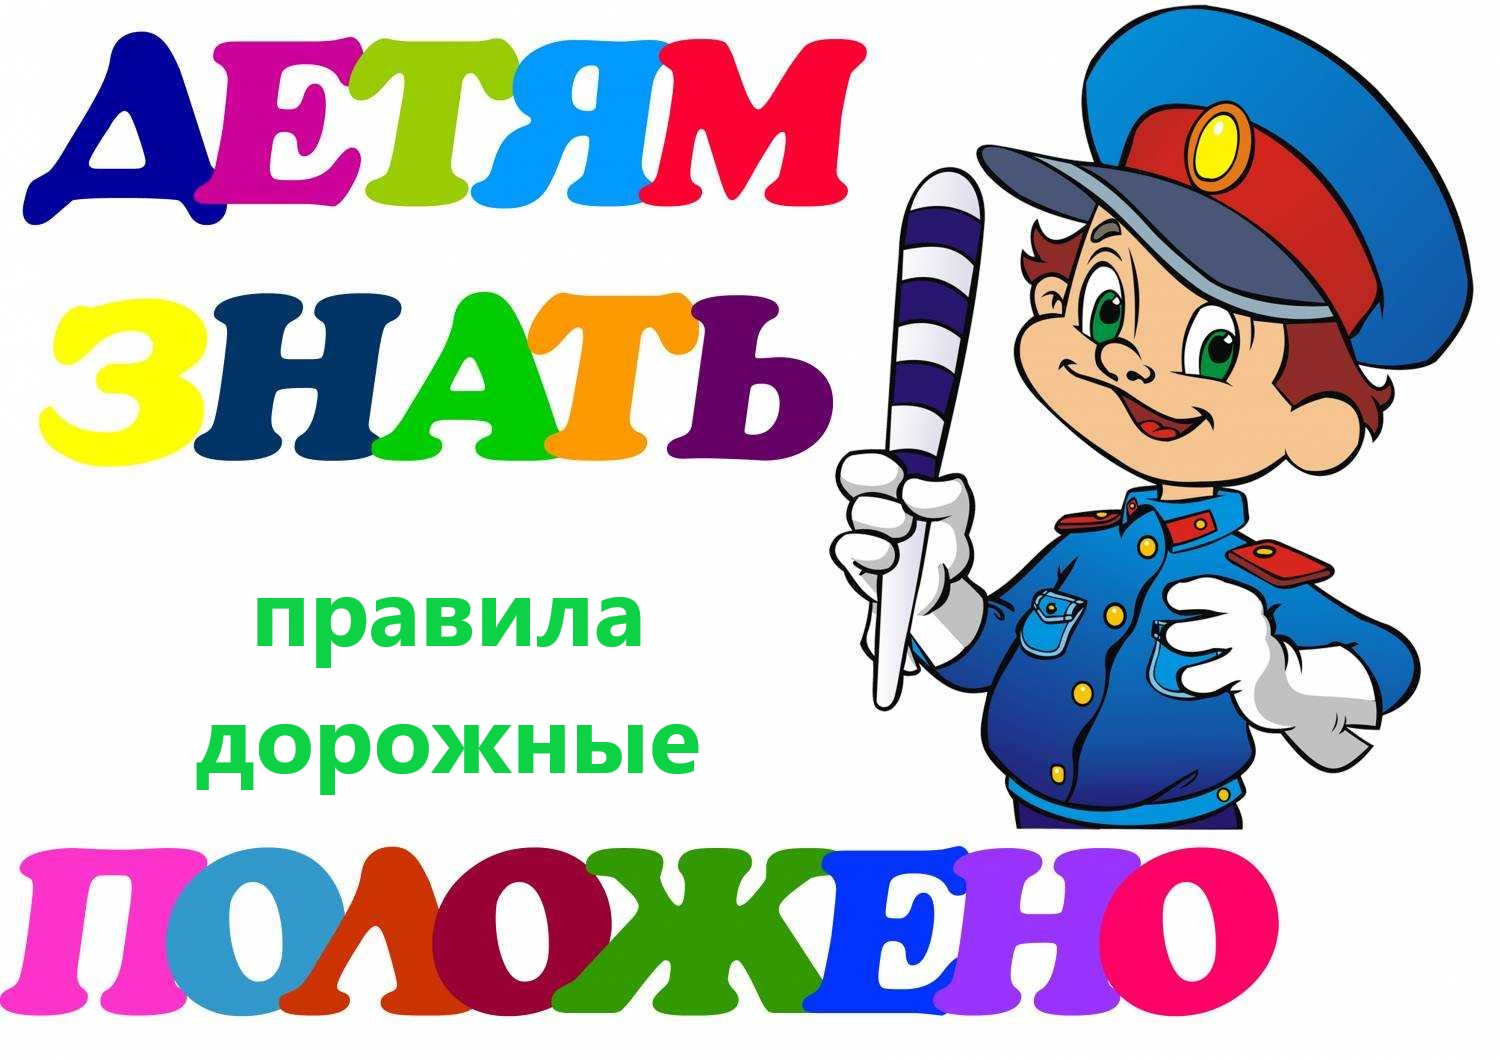 ДЕТЯМ
ЗНАТЬ
правила
дорожные
ПОЛОЖЕНО